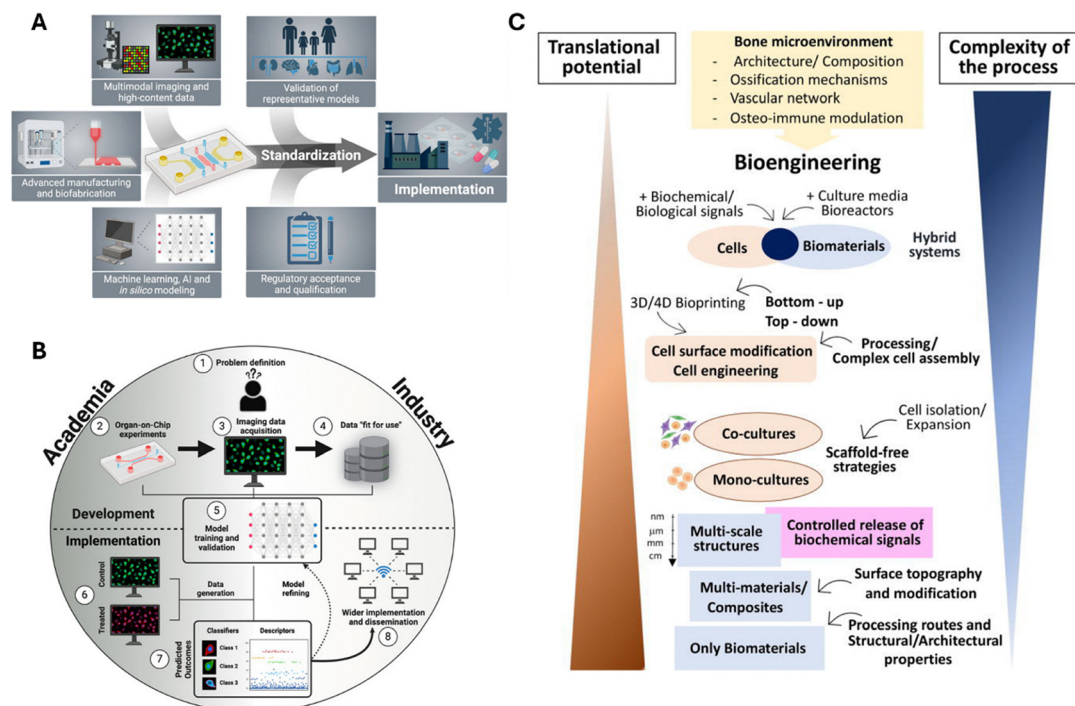 A
Multimodal imaging and
high-content data
Validation of
representative models
Advanced manufacturing
and biofabrication
Standardization
Implementation
Machine learning, AI and
in silico modeling
Regulatory acceptance
and qualification
B
Academia
Industry
1
Problem definition
???
2
Organ-on-Chip
experiments
3
Imaging data
acquisition
4
Data "fit for use"
Development
Implementation
5
Model
training and
validation
6
Control
Treated
Data
generation
Model
refining
Wider implementation
and dissemination
8
7
Predicted
Outcomes
Classifiers
Descriptors
Class 1
Class 2
Class 3
C
Translational
potential
Bone microenvironment
- Architecture/ Composition
- Ossification mechanisms
- Vascular network
- Osteo-immune modulation
Complexity of
the process
Bioengineering
+ Biochemical/
Biological signals
+ Culture media
Bioreactors
Cells
Biomaterials
Hybrid
systems
3D/4D Bioprinting
Bottom - up
Top - down
Processing/
Complex cell assembly
Cell surface modification
Cell engineering
Cell isolation/
Expansion
Co-cultures
Scaffold-free
strategies
Mono-cultures
nm
μm
mm
cm
Multi-scale
structures
Controlled release of
biochemical signals
Multi-materials/
Composites
Surface topography
and modification
Only Biomaterials
Processing routes and
Structural/Architectural
properties